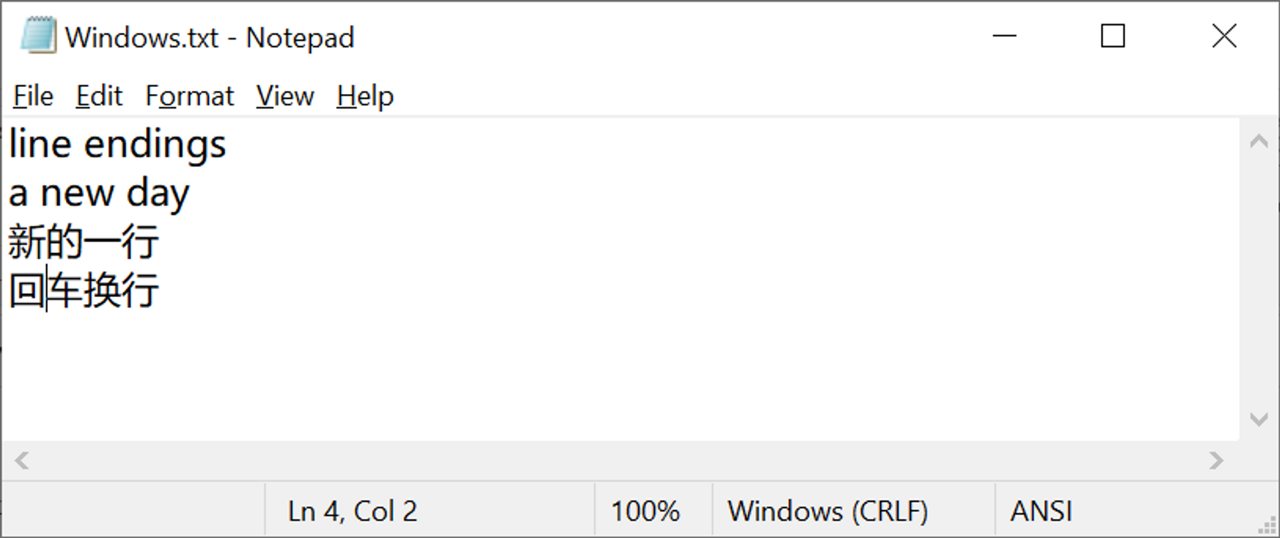 Windows.txt - Notepad
File Edit Format View Help
line endings
a new day
新的一行
回车换行
Ln 4, Col 2 100% Windows (CRLF) ANSI